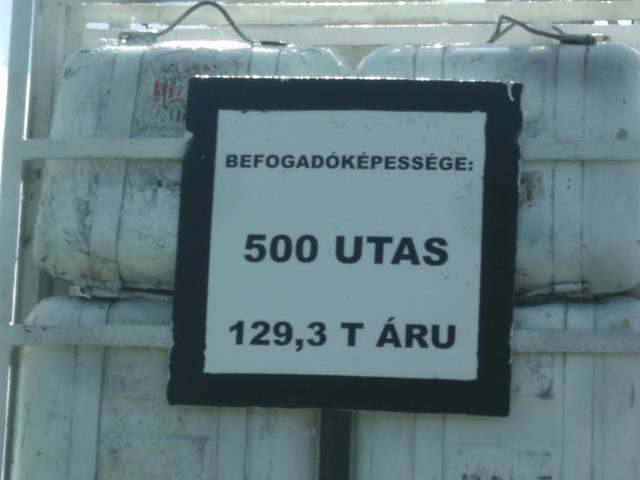 BEFOGADÓKÉPESSÉGE:
500 UTAS
129,3 T ÁRU